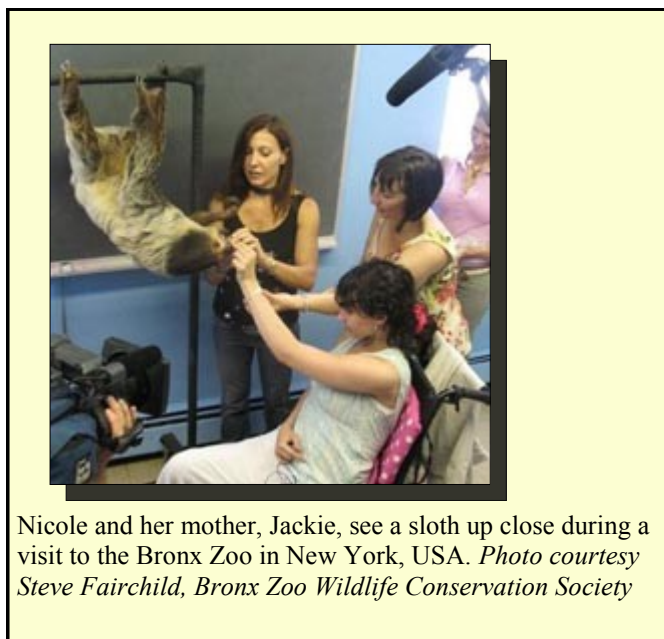 Nicole and her mother, Jackie, see a sloth up close during a
visit to the Bronx Zoo in New York, USA. Photo courtesy
Steve Fairchild, Bronx Zoo Wildlife Conservation Society